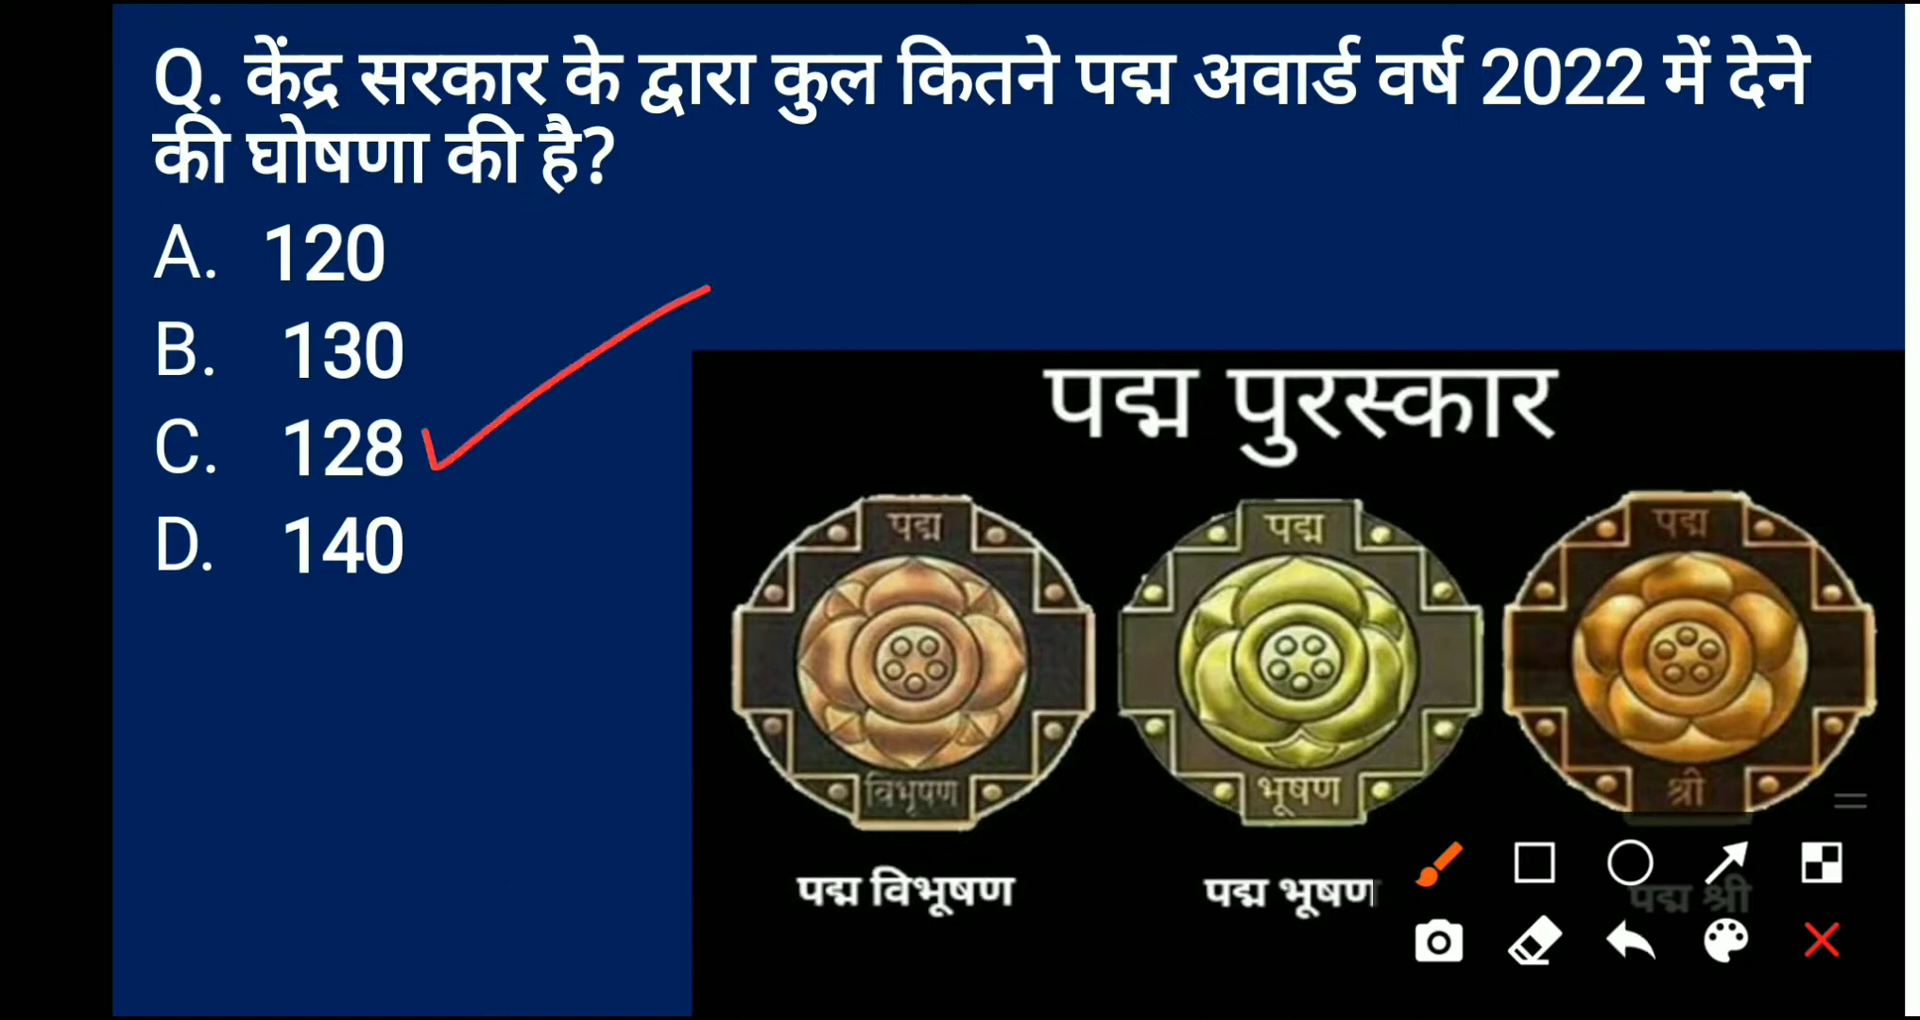 Q. केंद्र सरकार के द्वारा कुल कितने पद्म अवार्ड वर्ष 2022 में देने
की घोषणा की है?
A. 120
B. 130
C. 128
D. 140
पद्म पुरस्कार
पद्म पद्म पद्म
विभूषण भूषण श्री
पद्म विभूषण पद्म भूषण पद्म श्री